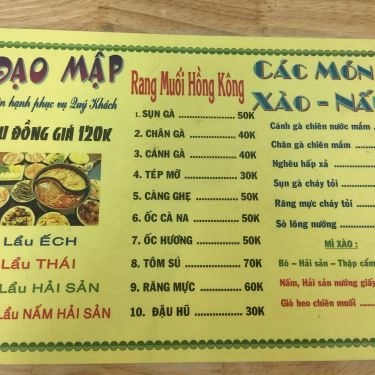 ĐẠO MẬP
hạnh phục vụ Quý Khách
ĐỒNG GIÁ 120K
Lẩu ẾCH
Lẩu THÁI
Lẩu HẢI SẢN
Lẩu NẤM HẢI SẢN
Rang Muối Hồng Kông
1. SỤN GÀ ........ 50K
2. CHÂN GÀ ........ 40K
3. CÁNH GÀ ........ 40K
4. TÉP MỠ ........ 30K
5. CÀNG GHẸ ........ 50K
6. ỐC CÀ NA ........ 50K
7. ỐC HƯƠNG ........ 50K
8. TÔM SÚ ........ 70K
9. RĂNG MỰC ........ 60K
10. ĐẬU HŨ ........ 30K
CÁC MÓN
XÀO - NẤ
Cánh gà chiên nước mắm
Chân gà chiên mắm
Nghêu hấp xả
Sụn gà cháy tỏi
Răng mực cháy tỏi
Sò lông nướng
MÌ XÀO :
Bò - Hải sản - Thập cẩm
Nấm, Hải sản nướng giấy
Giò heo chiên muối